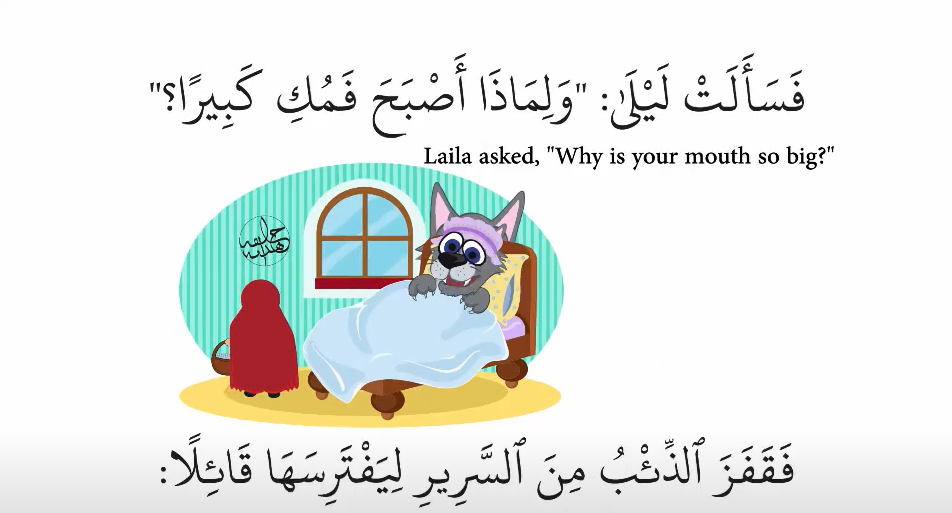 فَسَأَلَتْ لَيْلَىٰ: "وَلِمَاذَا أَصْبَحَ فَمُكِ كَبِيرًا؟"
Laila asked, "Why is your mouth so big?"
فَقَفَزَ ٱلذِّئْبُ مِنَ ٱلسَّرِيرِ لِيَفْتَرِسَهَا قَائِلًا: